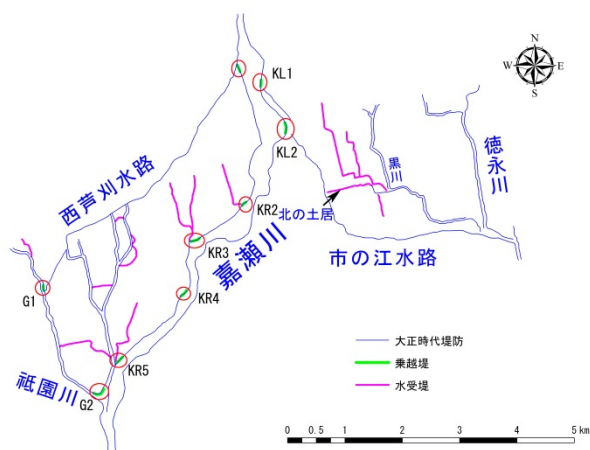 N
W E
S
KL1
KL2
西芦刈水路
黒川
徳永川
北の土居
KR2
KR3
嘉瀬川
市の江水路
G1
KR4
KR5
祗園川
G2
大正時代堤防
乗越堤
水受堤
0 0.5 1 2 3 4 5 km